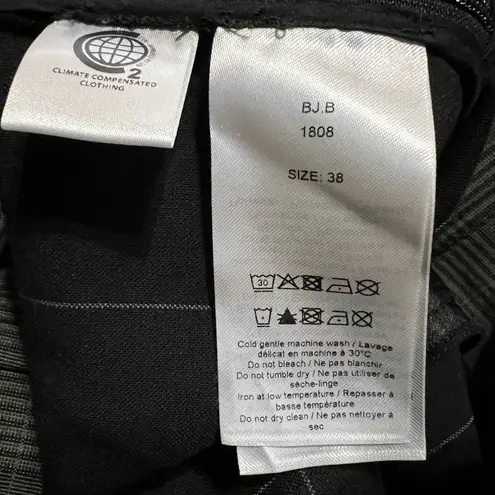 2
CLIMATE COMPENSATED
CLOTHING
BJ.B
1808
SIZE: 38
30
Cold gentle machine wash / Lavage
délicat en machine à 30°C
Do not bleach / Ne pas blanchir
Do not tumble dry / Ne pas utiliser de
sèche-linge
Iron at low temperature / Repasser à
basse température
Do not dry clean / Ne pas nettoyer à
sec